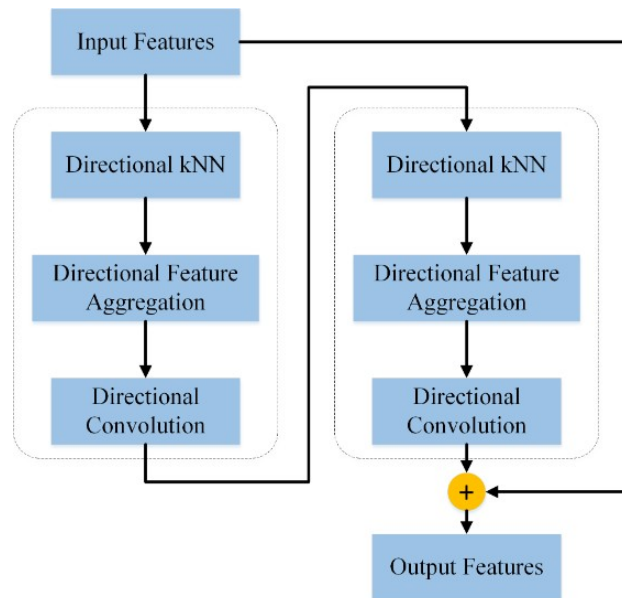 Input Features
Directional kNN
Directional Feature
Aggregation
Directional
Convolution
Directional kNN
Directional Feature
Aggregation
Directional
Convolution
+
Output Features